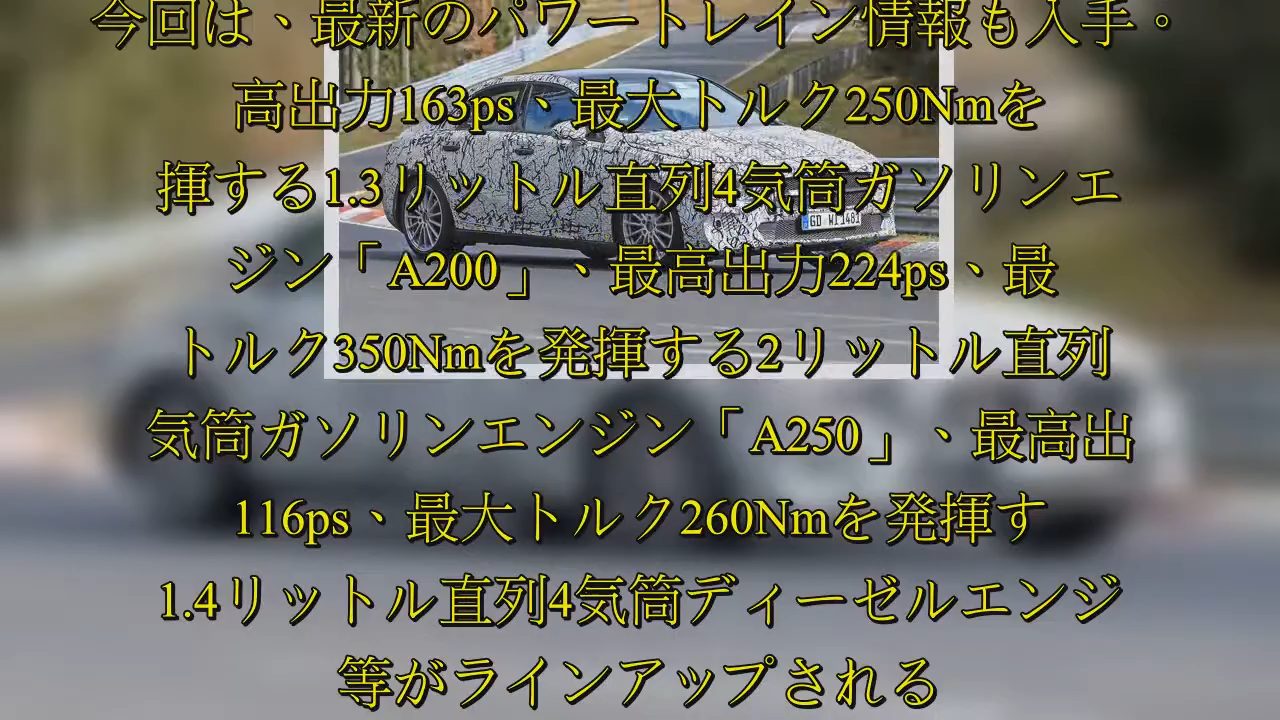 今回は、最新のパワートレイン情報も入手。
高出力163ps、最大トルク250Nmを
揮する1.3リットル直列4気筒ガソリンエ
ジン「A200」、最高出力224ps、最
トルク350Nmを発揮する2リットル直列
気筒ガソリンエンジン「A250」、最高出
116ps、最大トルク260Nmを発揮す
1.4リットル直列4気筒ディーゼルエンジ
等がラインアップされる
GD WI 1481